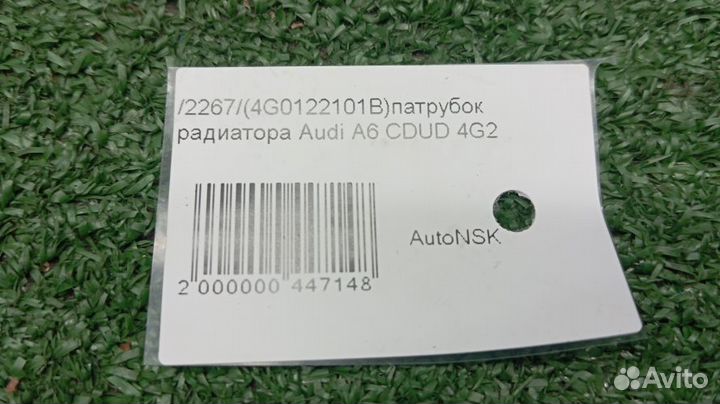 /2267/(4G0122101B)патрубок
радиатора Audi A6 CDUD 4G2
AutoNSK
2 000000 447148
Avito